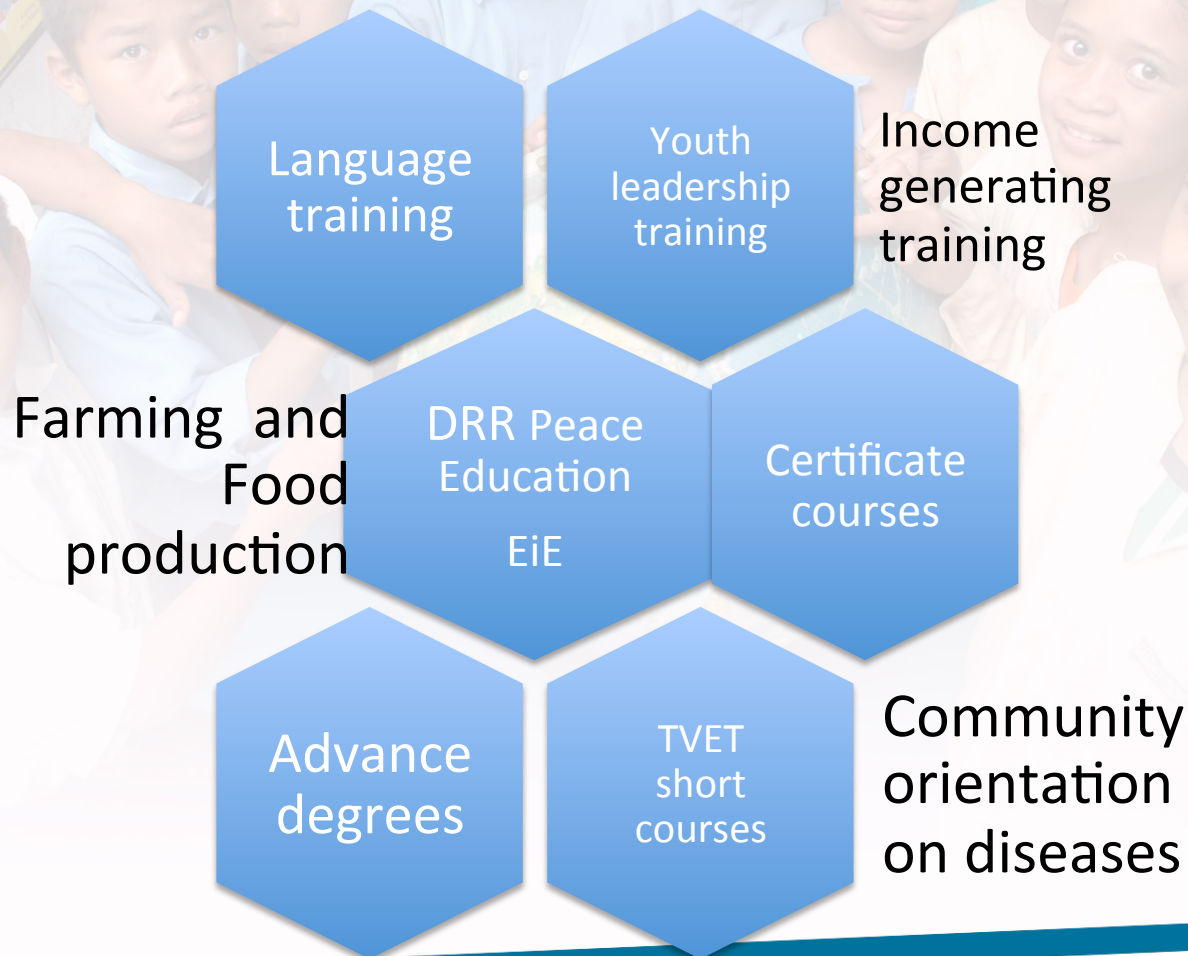 Language
training
Youth
leadership
training
Income
generating
training
Farming and
Food
production
DRR Peace
Education
EiE
Certificate
courses
Advance
degrees
TVET
short
courses
Community
orientation
on diseases